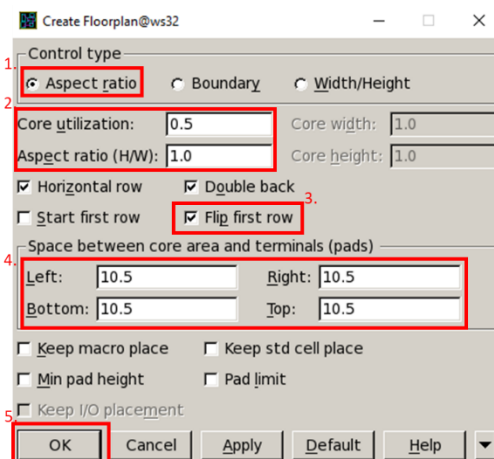 Create Floorplan@ws32
Control type
1.
Aspect ratio Boundary Width/Height
2.
Core utilization: 0.5 Core width: 1.0
Aspect ratio (H/W): 1.0 Core height: 1.0
Horizontal row Double back
3.
Start first row Flip first row
Space between core area and terminals (pads)
4.
Left: 10.5 Right: 10.5
Bottom: 10.5 Top: 10.5
Keep macro place Keep std cell place
Min pad height Pad limit
Keep I/O placement
5.
OK Cancel Apply Default Help